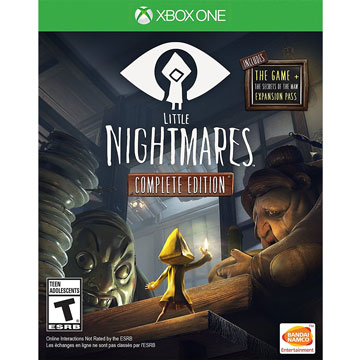 XBOX ONE
LITTLE
NIGHTMARES
COMPLETE EDITION
INCLUDES
THE GAME +
THE SECRETS OF THE MAW
EXPANSION PASS
TEEN
ADOLESCENTS
T
ESRB
Online Interactions Not Rated by the ESRB
Les échanges en ligne ne sont pas classés par l'ESRB
BANDAI
NAMCO
Entertainment